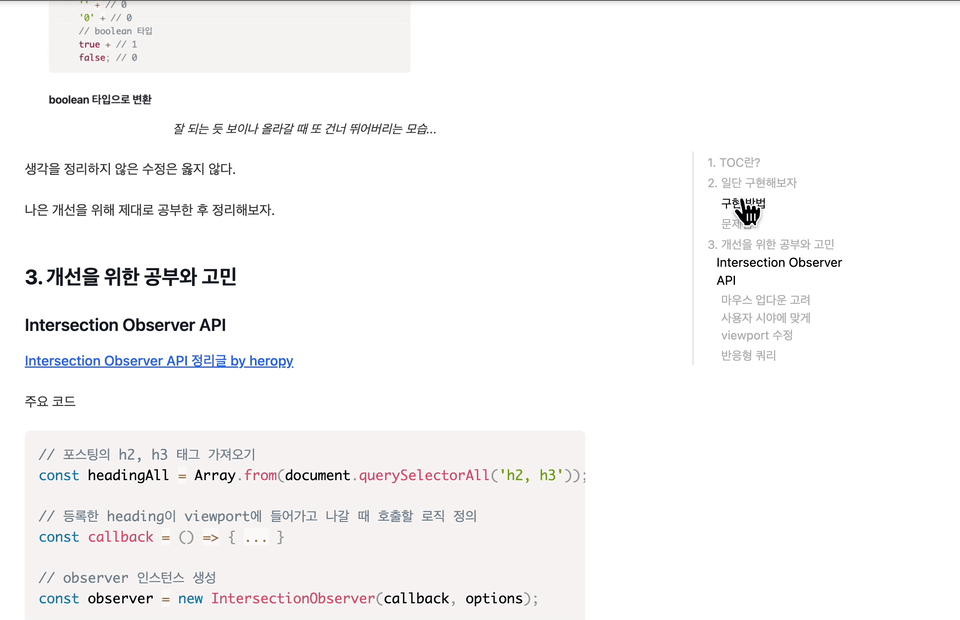 '' + // 0
'0' + // 0
// boolean 타입
true + // 1
false; // 0
boolean 타입으로 변환
잘 되는 듯 보이나 올라갈 때 또 건너 뛰어버리는 모습...
생각을 정리하지 않은 수정은 옳지 않다.
나은 개선을 위해 제대로 공부한 후 정리해보자.
3. 개선을 위한 공부와 고민
Intersection Observer API
Intersection Observer API 정리글 by heropy
주요 코드
// 포스팅의 h2, h3 태그 가져오기
const headingAll = Array.from(document.querySelectorAll('h2, h3'));
// 등록한 heading이 viewport에 들어가고 나갈 때 호출할 로직 정의
const callback = () => { ... }
// observer 인스턴스 생성
const observer = new IntersectionObserver(callback, options);
1. TOC란?
2. 일단 구현해보자
구현 방법
3. 개선을 위한 공부와 고민
Intersection Observer
API
마우스 업다운 고려
사용자 시야에 맞게
viewport 수정
반응형 쿼리